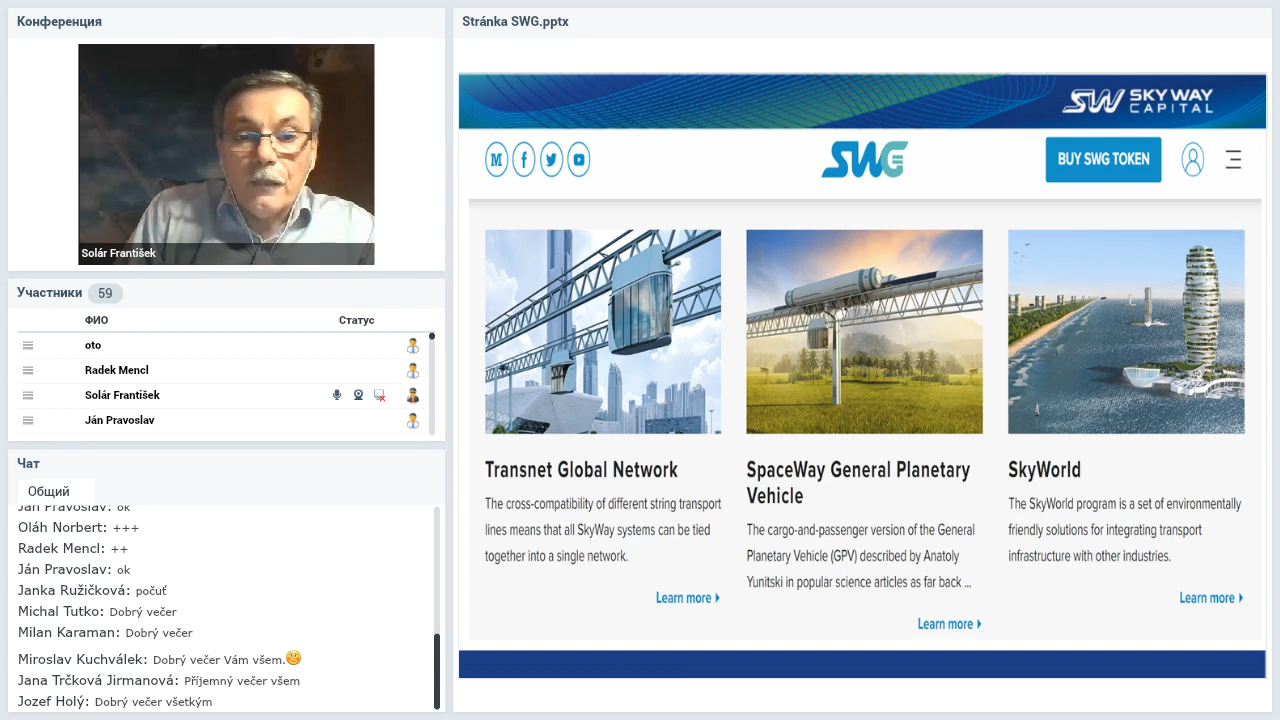 Конференция
Solár František
Участники 59
ФИО Статус
oto
Radek Mencl
Solár František
Ján Pravoslav
Чат
Общий
Ján Pravoslav: ok
Oláh Norbert: +++
Radek Mencl: ++
Ján Pravoslav: ok
Janka Ružičková: počuť
Michal Tutko: Dobrý večer
Milan Karaman: Dobrý večer
Miroslav Kuchválek: Dobrý večer Vám všem.
Jana Trčková Jirmanová: Příjemný večer všem
Jozef Holý: Dobrý večer všetkým
Stránka SWG.pptx
SW SKY WAY
CAPITAL
M
SWG
BUY SWG TOKEN
Transnet Global Network
The cross-compatibility of different string transport
lines means that all SkyWay systems can be tied
together into a single network.
Learn more
SpaceWay General Planetary
Vehicle
The cargo-and-passenger version of the General
Planetary Vehicle (GPV) described by Anatoly
Yunitski in popular science articles as far back ...
Learn more
SkyWorld
The SkyWorld program is a set of environmentally
friendly solutions for integrating transport
infrastructure with other industries.
Learn more